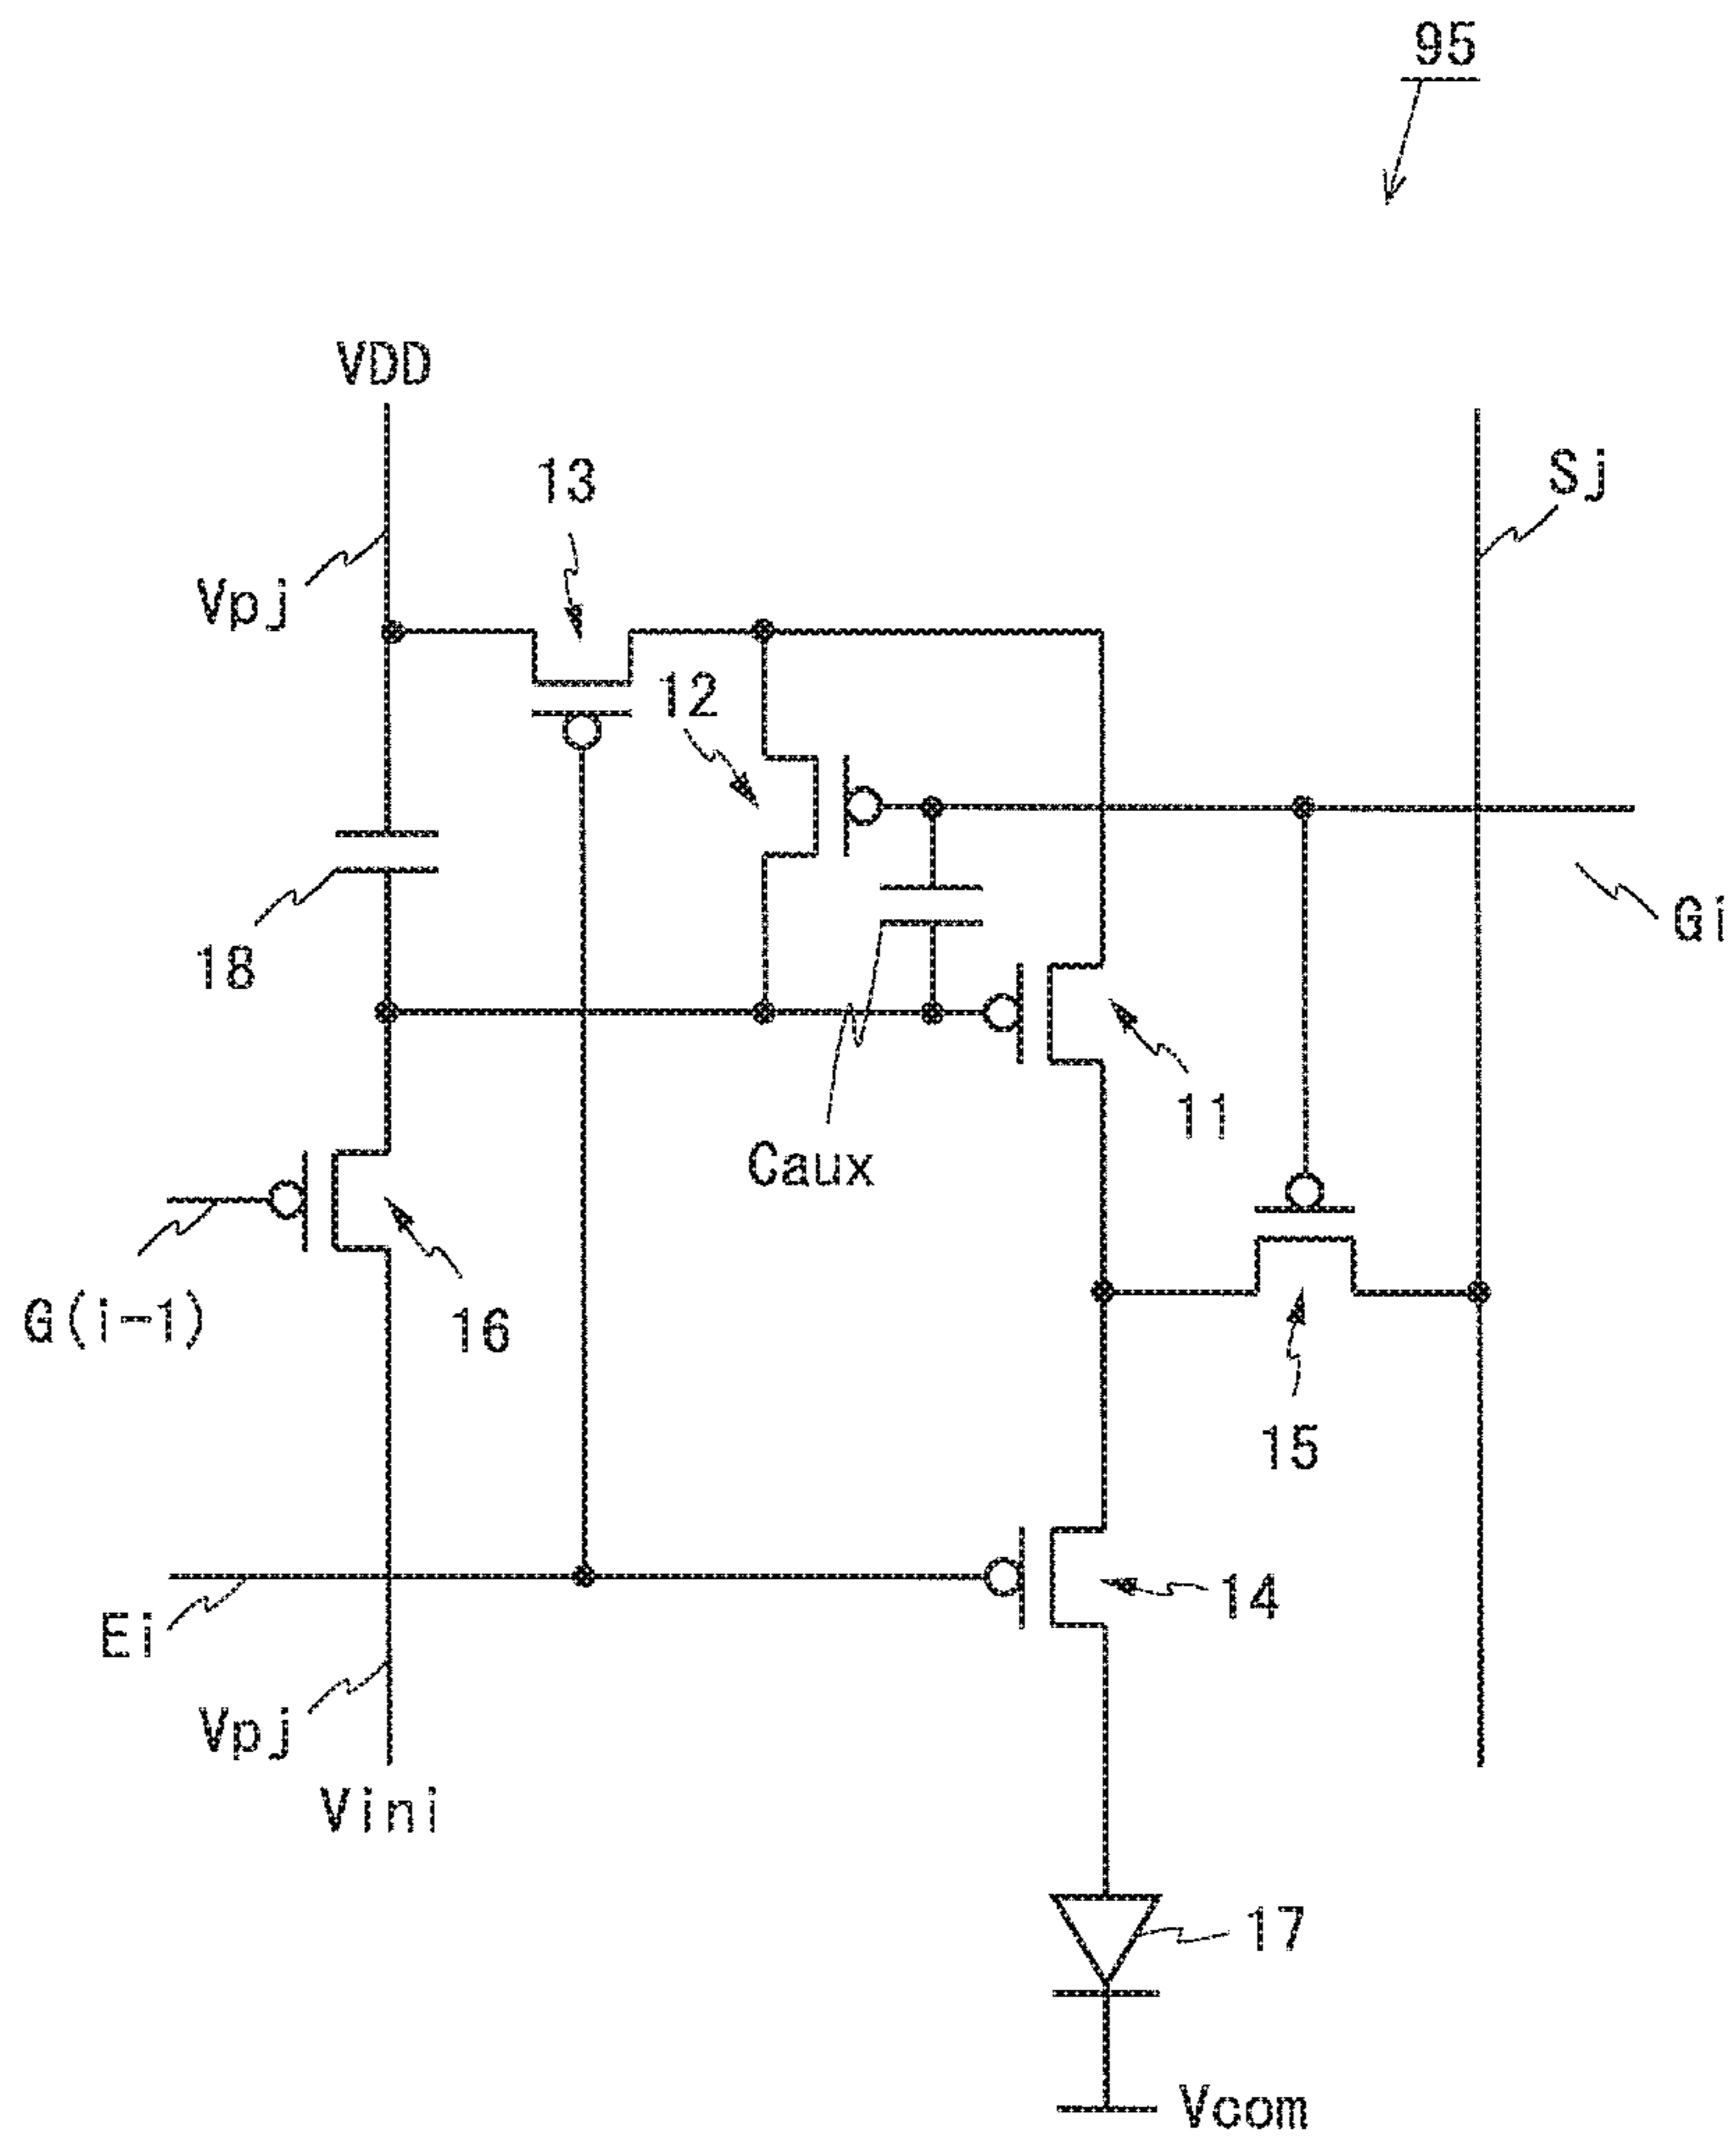 95
VDD
13
Sj
Vpj
12
Gi
18
11
Caux
G(i-1)
16
15
14
Ei
Vpj
Vini
17
Vcom